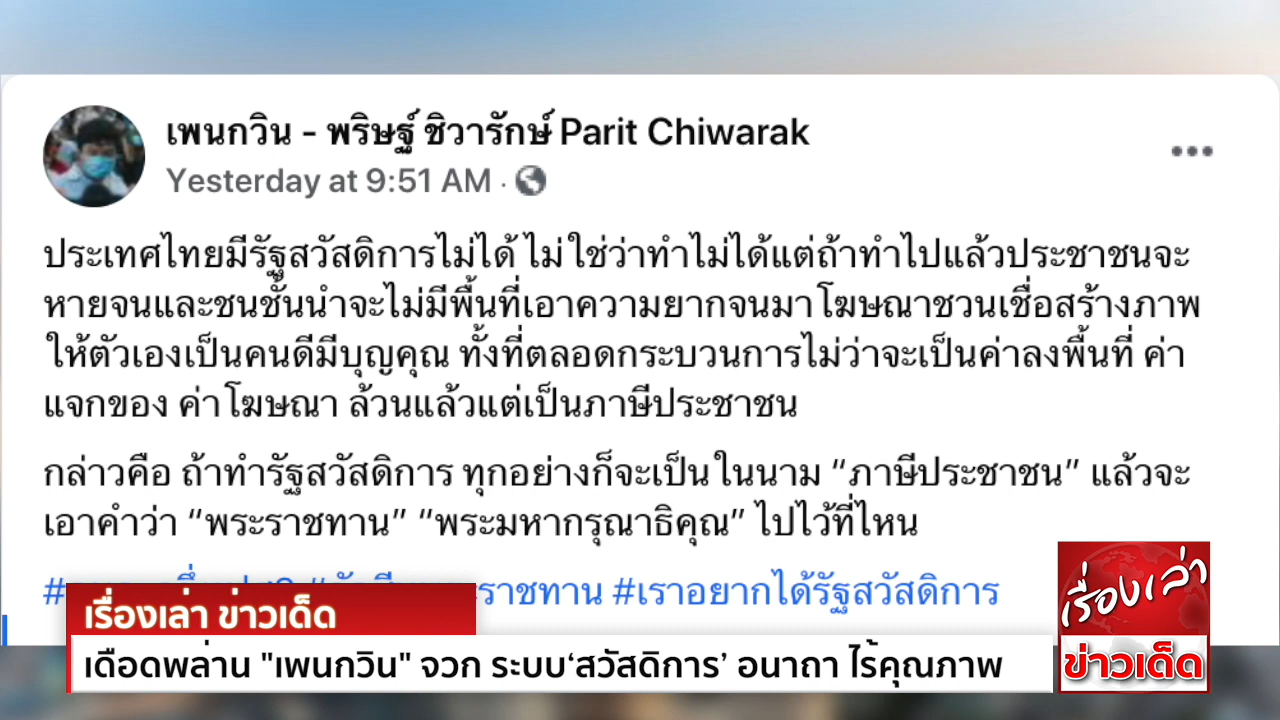 เพนกวิน - พริษฐ์ ชิวารักษ์ Parit Chiwarak
Yesterday at 9:51 AM ·
ประเทศไทยมีรัฐสวัสดิการไม่ได้ ไม่ใช่ว่าทำไม่ได้แต่ถ้าทำไปแล้วประชาชนจะ
หายจนและชนชั้นนำจะไม่มีพื้นที่เอาความยากจนมาโฆษณาชวนเชื่อสร้างภาพ
ให้ตัวเองเป็นคนดีมีบุญคุณ ทั้งที่ตลอดกระบวนการไม่ว่าจะเป็นค่าลงพื้นที่ ค่า
แจกของ ค่าโฆษณา ล้วนแล้วแต่เป็นภาษีประชาชน
กล่าวคือ ถ้าทำรัฐสวัสดิการ ทุกอย่างก็จะเป็นในนาม “ภาษีประชาชน” แล้วจะ
เอาคำว่า “พระราชทาน” “พระมหากรุณาธิคุณ” ไปไว้ที่ไหน
#เราอยากได้รัฐสวัสดิการ
เรื่องเล่า ข่าวเด็ด
เดือดพล่าน "เพนกวิน" จวก ระบบ‘สวัสดิการ’ อนาถา ไร้คุณภาพ
เรื่องเล่า
ข่าวเด็ด